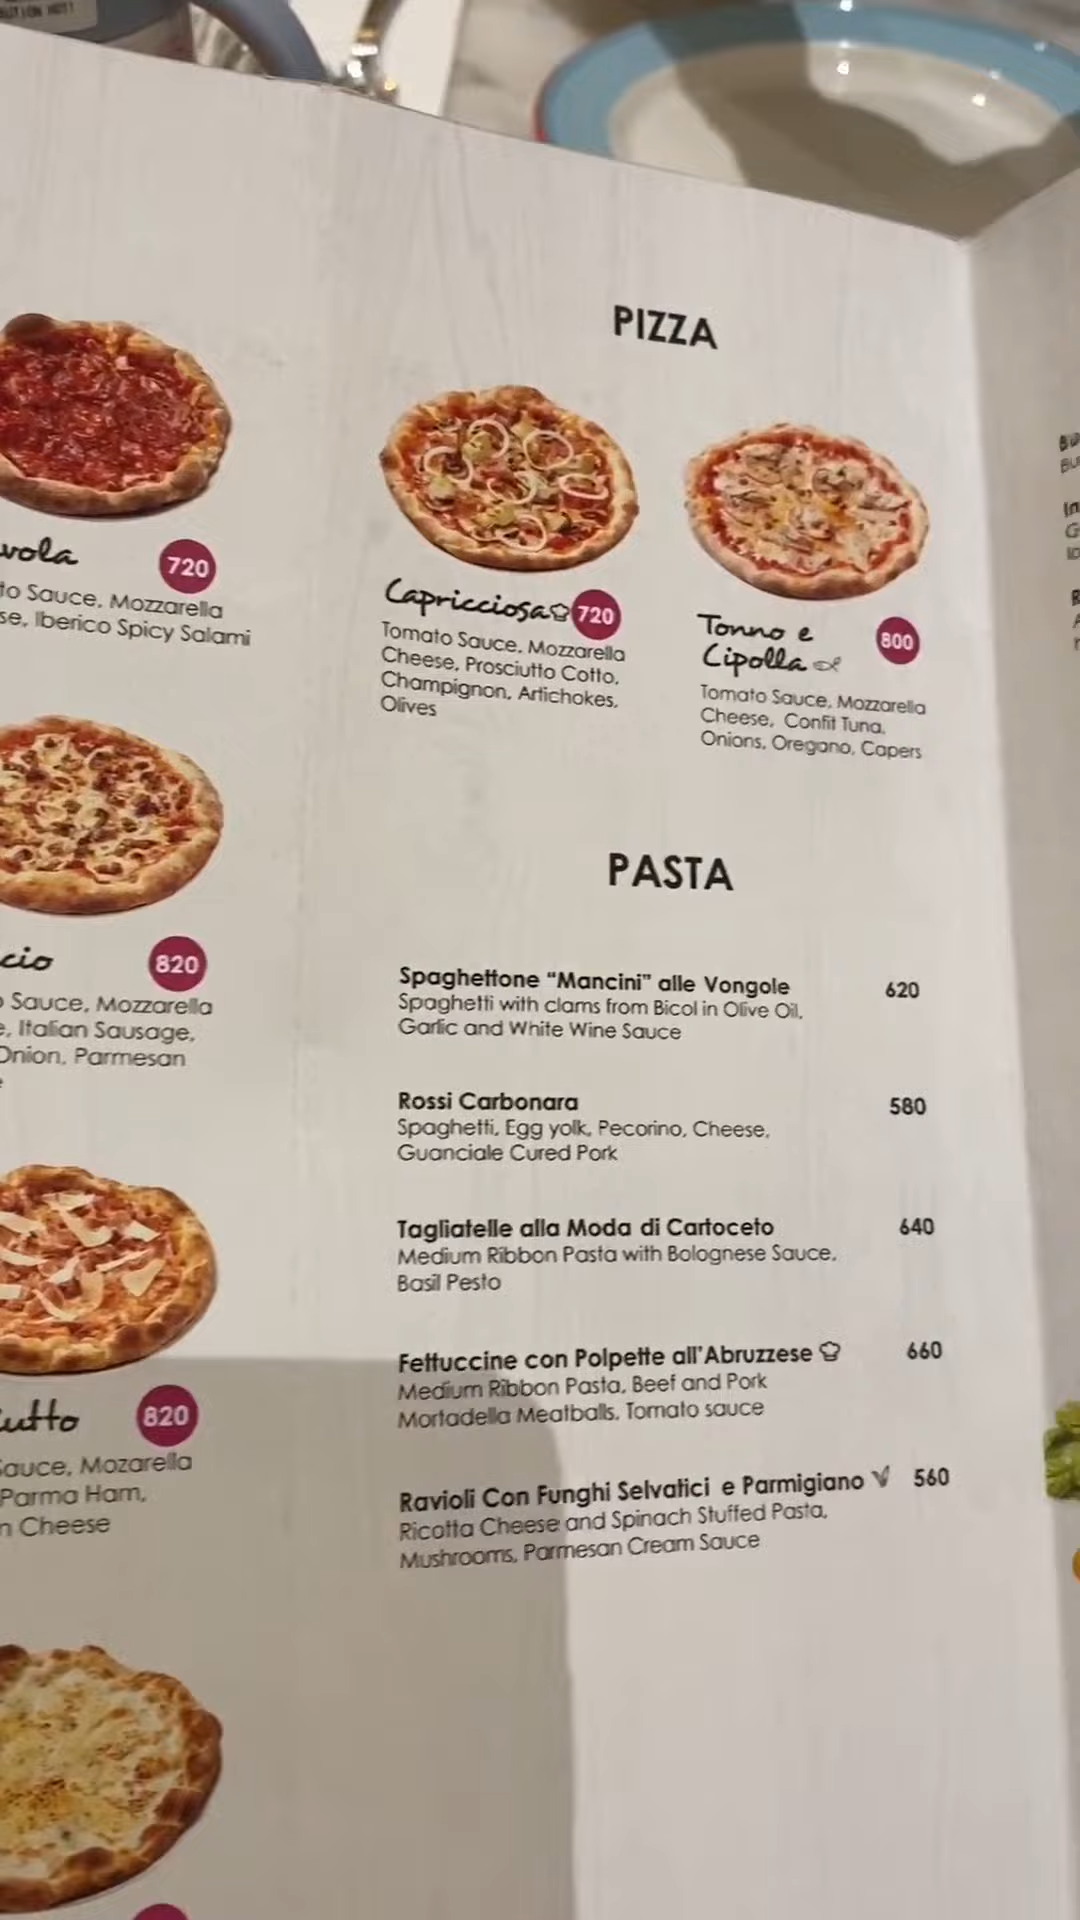 PIZZA
720
to Sauce, Mozzarella
Iberico Spicy Salami
820
Sauce, Mozzarella
Italian Sausage,
Onion, Parmesan
820
Sauce, Mozarella
Parma Ham,
Cheese
Capricciosa 720
Tomato Sauce, Mozzarella
Cheese, Prosciutto Cotto,
Champignon, Artichokes,
Olives
Tonno e
Cipolla 800
Tomato Sauce, Mozzarella
Cheese, Confit Tuna,
Onions, Oregano, Capers
PASTA
Spaghettone “Mancini” alle Vongole 620
Spaghetti with clams from Bicol in Olive Oil,
Garlic and White Wine Sauce
Rossi Carbonara 580
Spaghetti, Egg yolk, Pecorino, Cheese,
Guanciale Cured Pork
Tagliatelle alla Moda di Cartoceto 640
Medium Ribbon Pasta with Bolognese Sauce,
Basil Pesto
Fettuccine con Polpette all'Abruzzese 660
Medium Ribbon Pasta, Beef and Pork
Mortadella Meatballs, Tomato sauce
Ravioli Con Funghi Selvatici e Parmigiano 560
Ricotta Cheese and Spinach Stuffed Pasta,
Mushrooms, Parmesan Cream Sauce